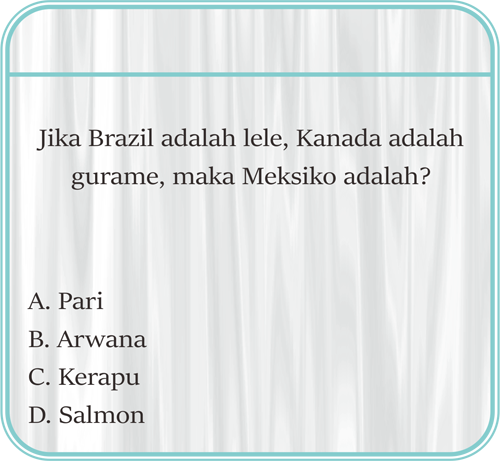 Jika Brazil adalah lele, Kanada adalah
gurame, maka Meksiko adalah?
A. Pari
B. Arwana
C. Kerapu
D. Salmon